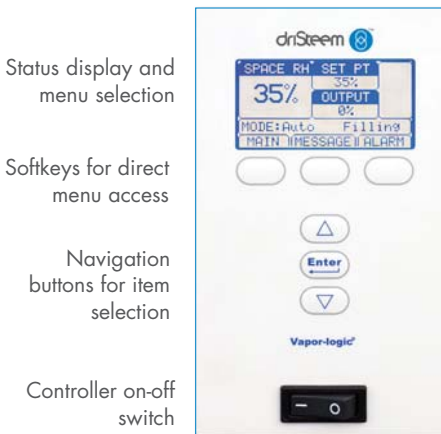 driSteem
Status display and
menu selection
SPACE RH SET PT
35%
35%
OUTPUT
0%
MODE:Auto Filling
MAIN MESSAGE ALARM
Softkeys for direct
menu access
Navigation
buttons for item
selection
Enter
Vapor-logic®
Controller on-off
switch
– O